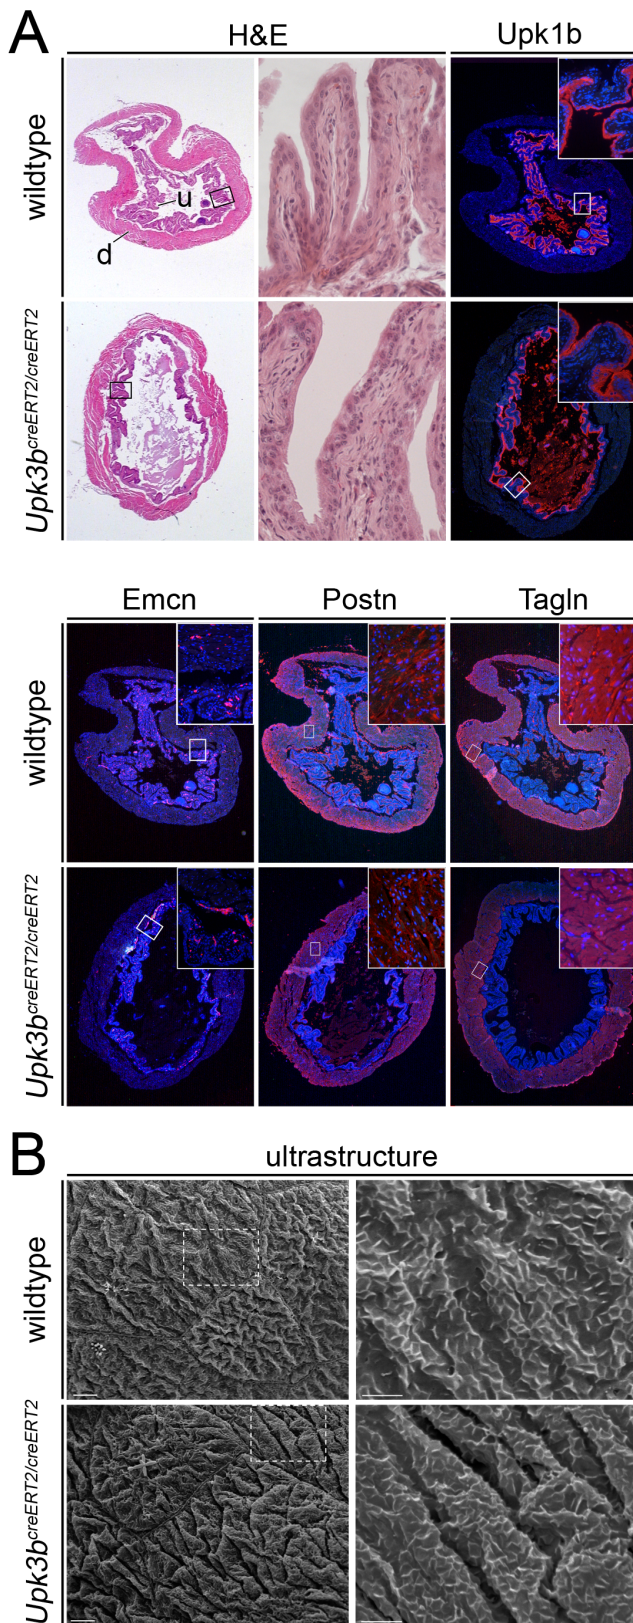 A
H&E
Upk1b
wildtype
u
d
Upk3bcreERT2/creERT2
Emcn
Postn
Tagln
wildtype
Upk3bcreERT2/creERT2
B
ultrastructure
wildtype
Upk3bcreERT2/creERT2